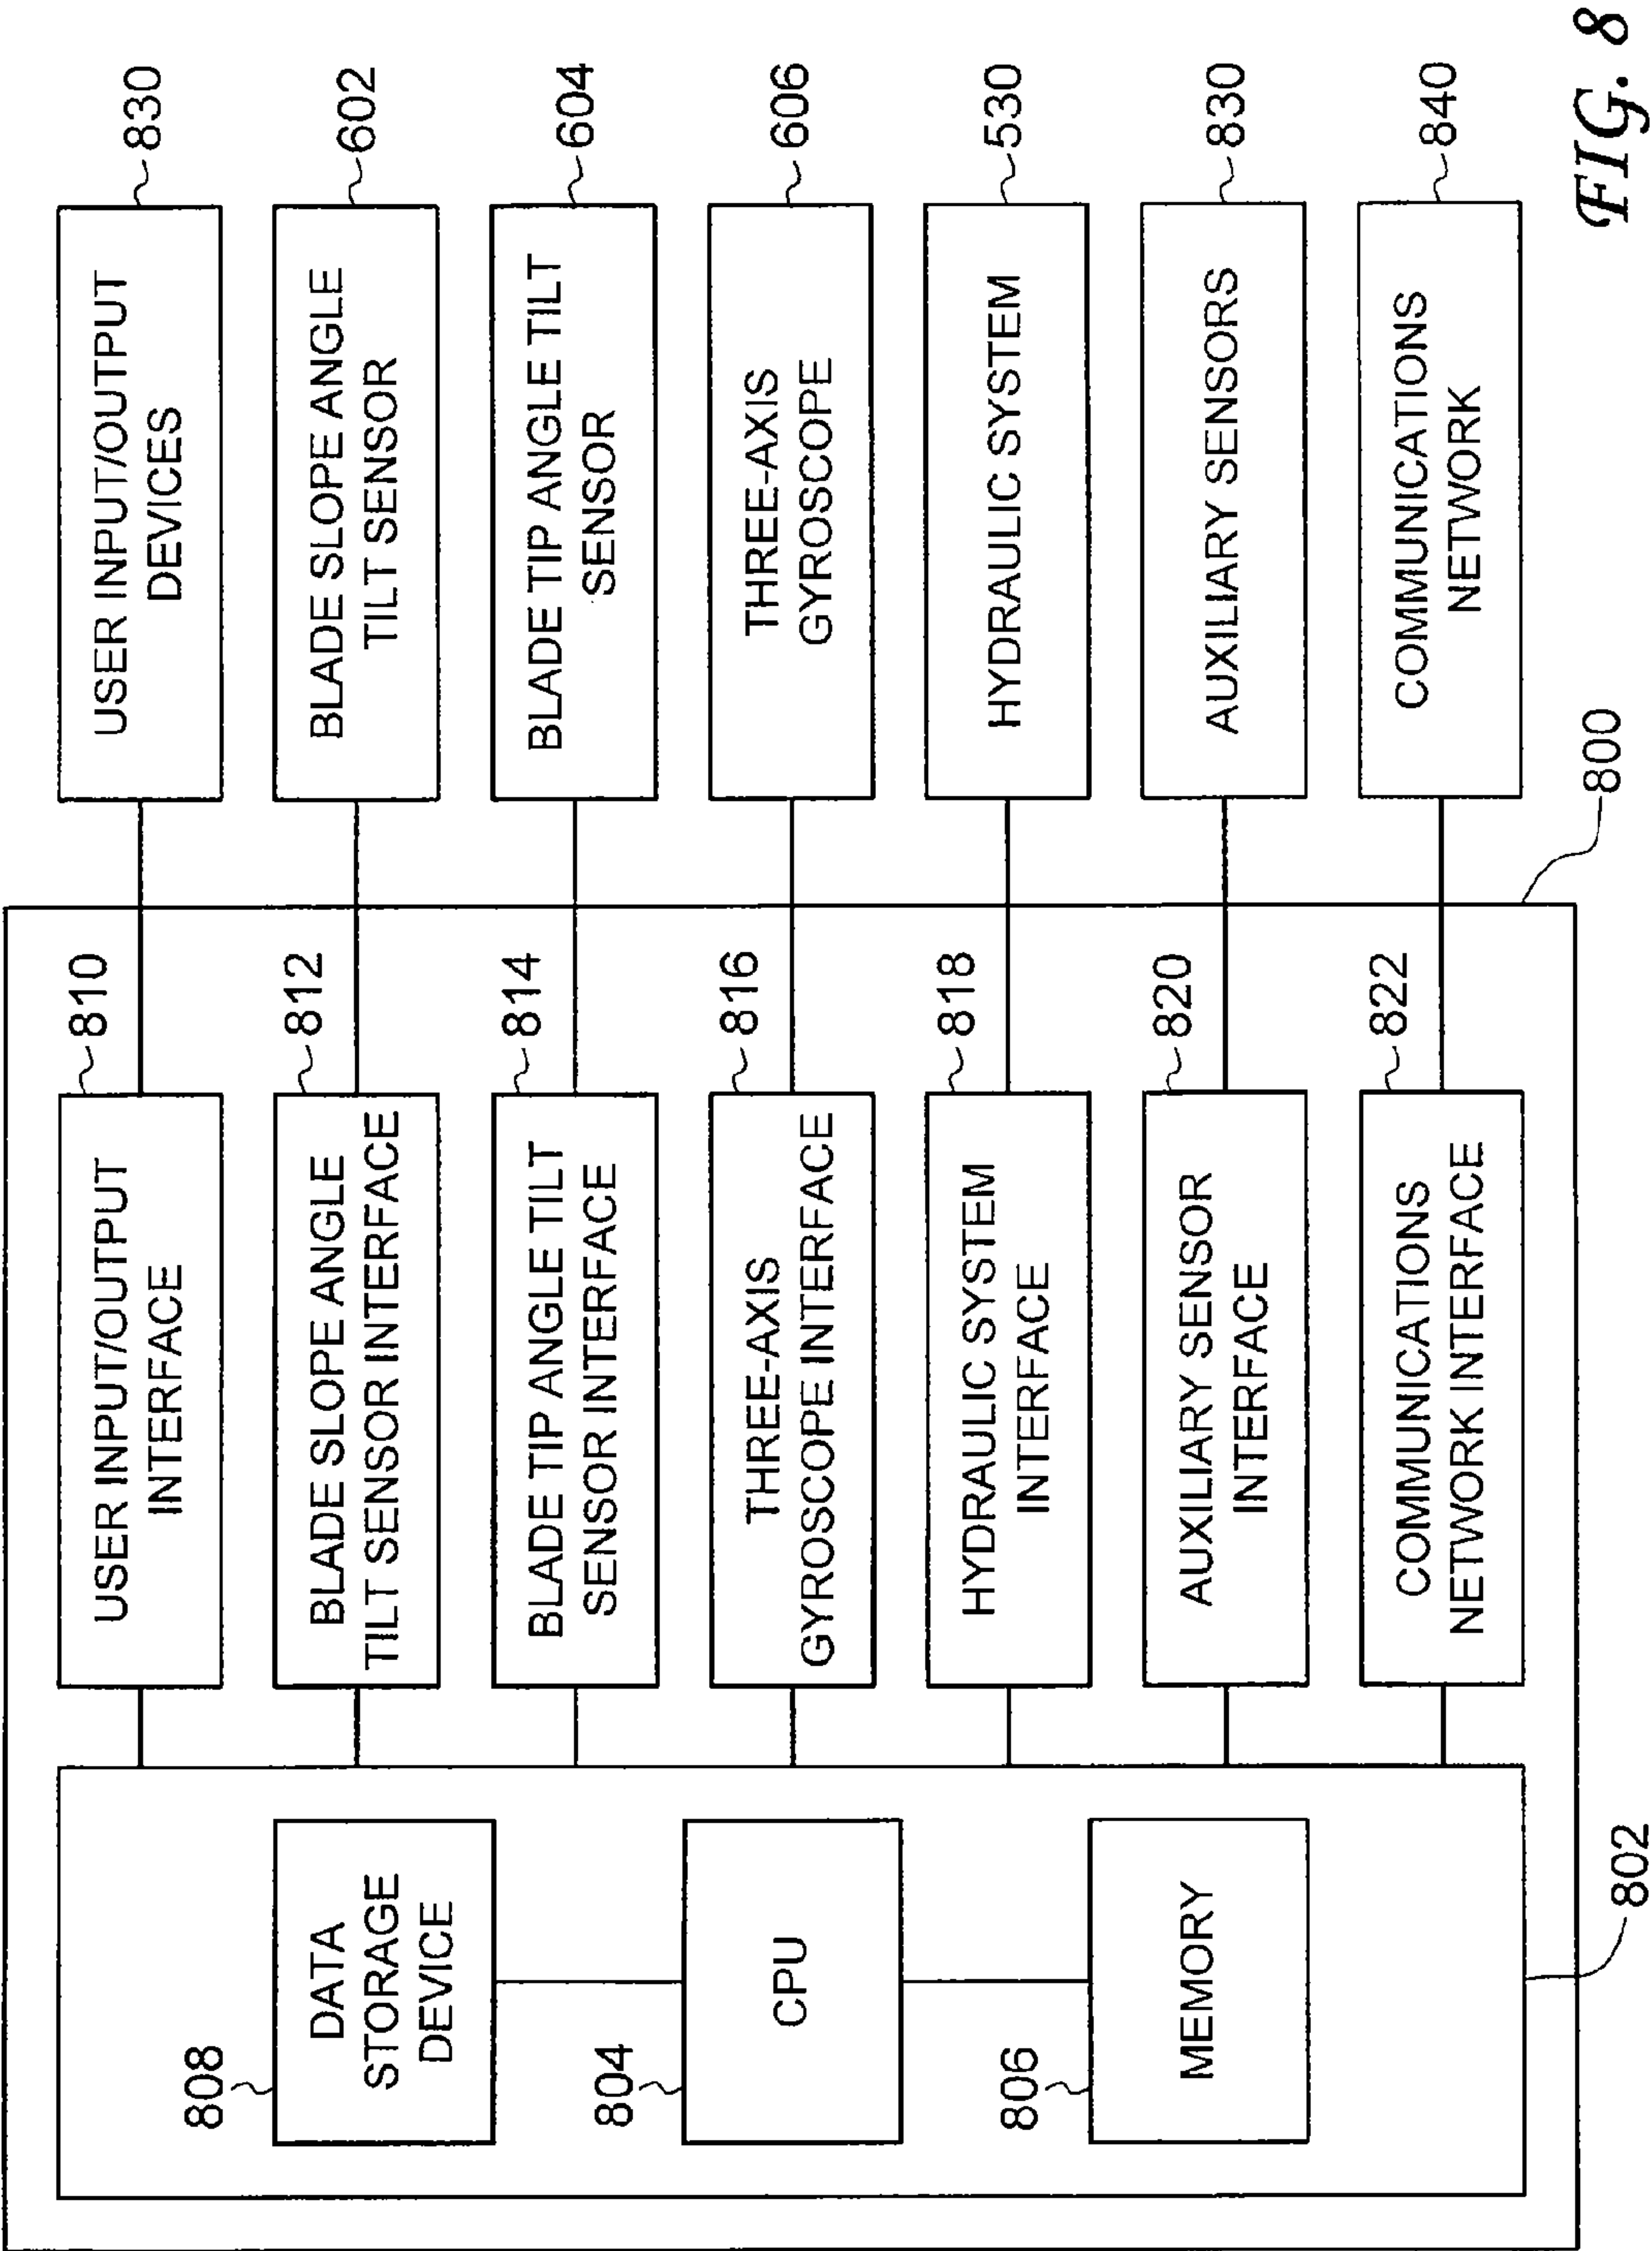 808
DATA
STORAGE
DEVICE
804
CPU
806
MEMORY
802
810
USER INPUT/OUTPUT
INTERFACE
812
BLADE SLOPE ANGLE
TILT SENSOR INTERFACE
814
BLADE TIP ANGLE TILT
SENSOR INTERFACE
816
THREE-AXIS
GYROSCOPE INTERFACE
818
HYDRAULIC SYSTEM
INTERFACE
820
AUXILIARY SENSOR
INTERFACE
822
COMMUNICATIONS
NETWORK INTERFACE
800
USER INPUT/OUTPUT
DEVICES
830
BLADE SLOPE ANGLE
TILT SENSOR
602
BLADE TIP ANGLE TILT
SENSOR
604
THREE-AXIS
GYROSCOPE
606
HYDRAULIC SYSTEM
530
AUXILIARY SENSORS
830
COMMUNICATIONS
NETWORK
840
FIG. 8